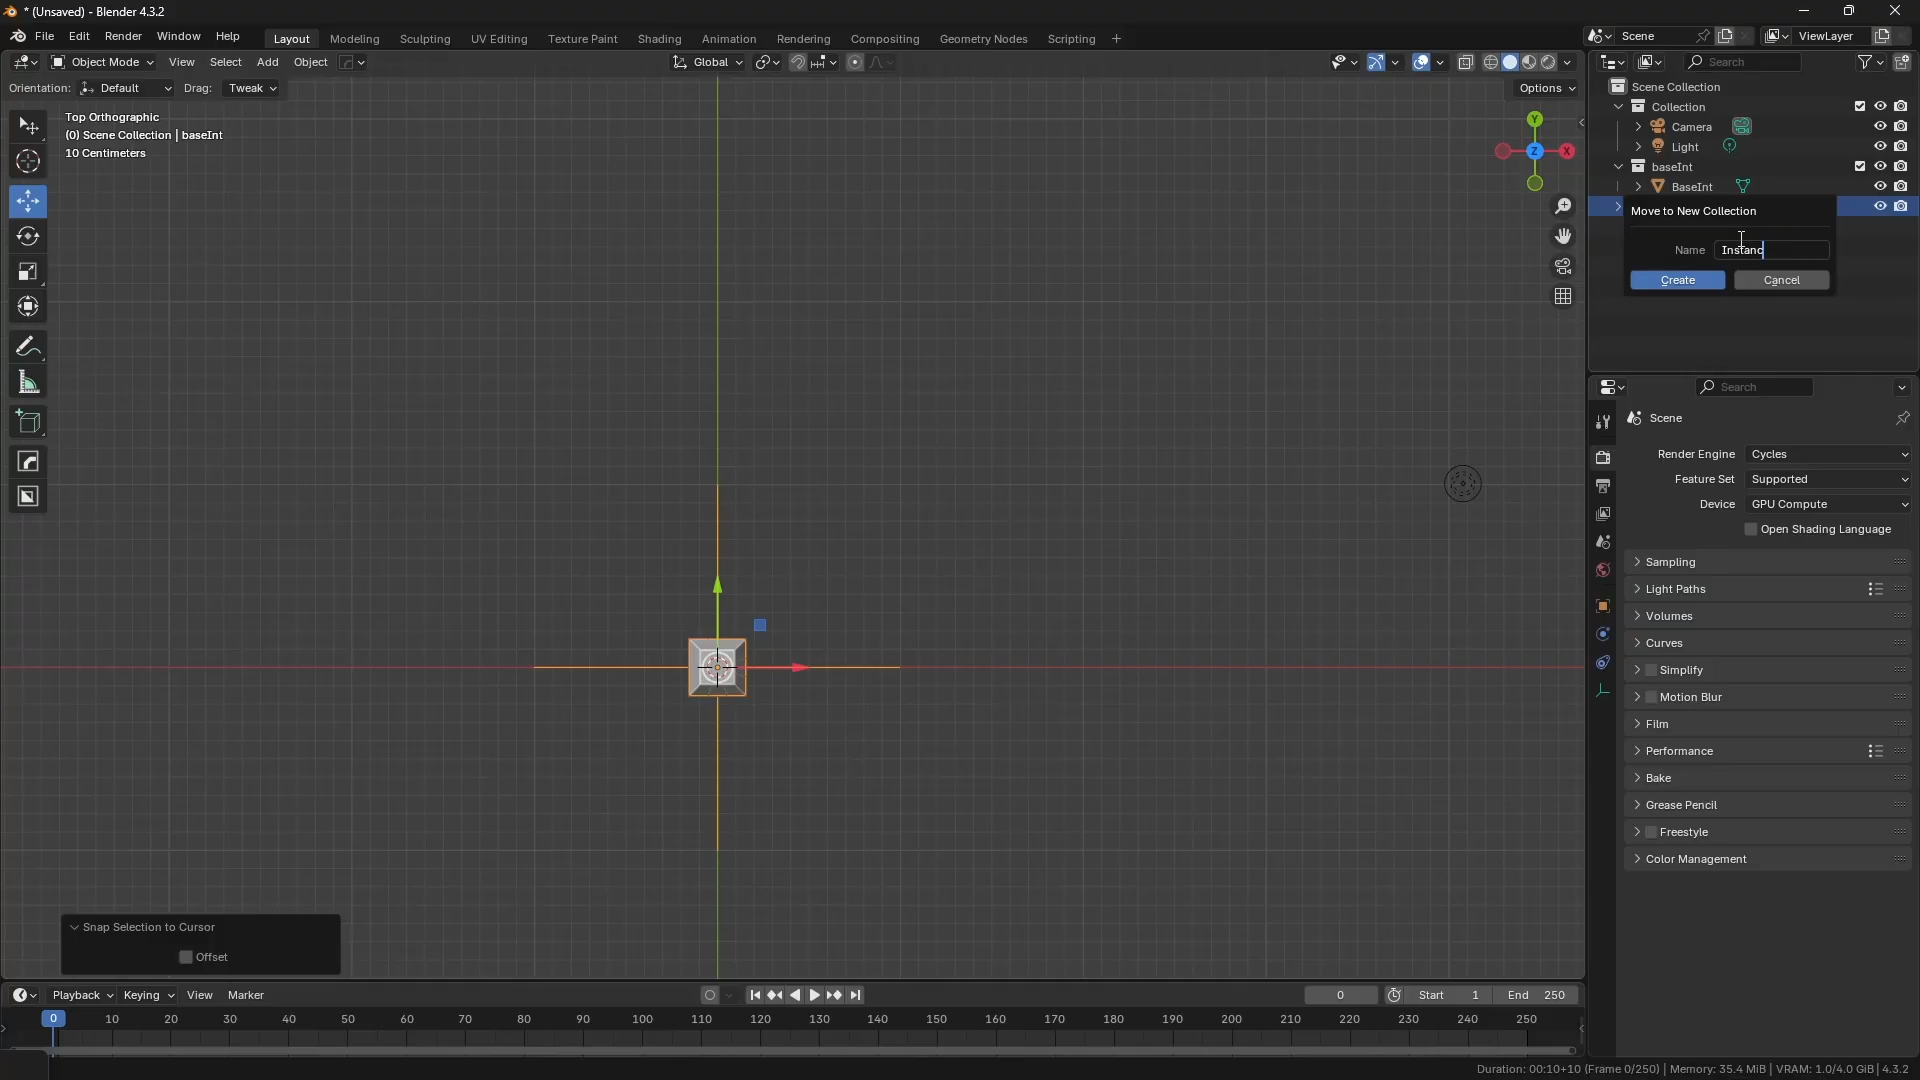 * (Unsaved) - Blender 4.3.2
File Edit Render Window Help Layout Modeling Sculpting UV Editing Texture Paint Shading Animation Rendering Compositing Geometry Nodes Scripting + Scene ViewLayer
Object Mode View Select Add Object Global Search
Orientation: Default Drag: Tweak Options
Scene Collection
Collection
Camera
Light
baseInt
BaseInt
Top Orthographic
(0) Scene Collection | baseInt
10 Centimeters
Y
Z
X
Move to New Collection
Name Instanc
Create Cancel
Search
Scene
Render Engine Cycles
Feature Set Supported
Device GPU Compute
Open Shading Language
Sampling
Light Paths
Volumes
Curves
Simplify
Motion Blur
Film
Performance
Bake
Grease Pencil
Freestyle
Color Management
Snap Selection to Cursor
Offset
Playback Keying View Marker 0 Start 1 End 250
0 10 20 30 40 50 60 70 80 90 100 110 120 130 140 150 160 170 180 190 200 210 220 230 240 250
Duration: 00:10+10 (Frame 0/250) | Memory: 35.4 MiB | VRAM: 1.0/4.0 GiB | 4.3.2